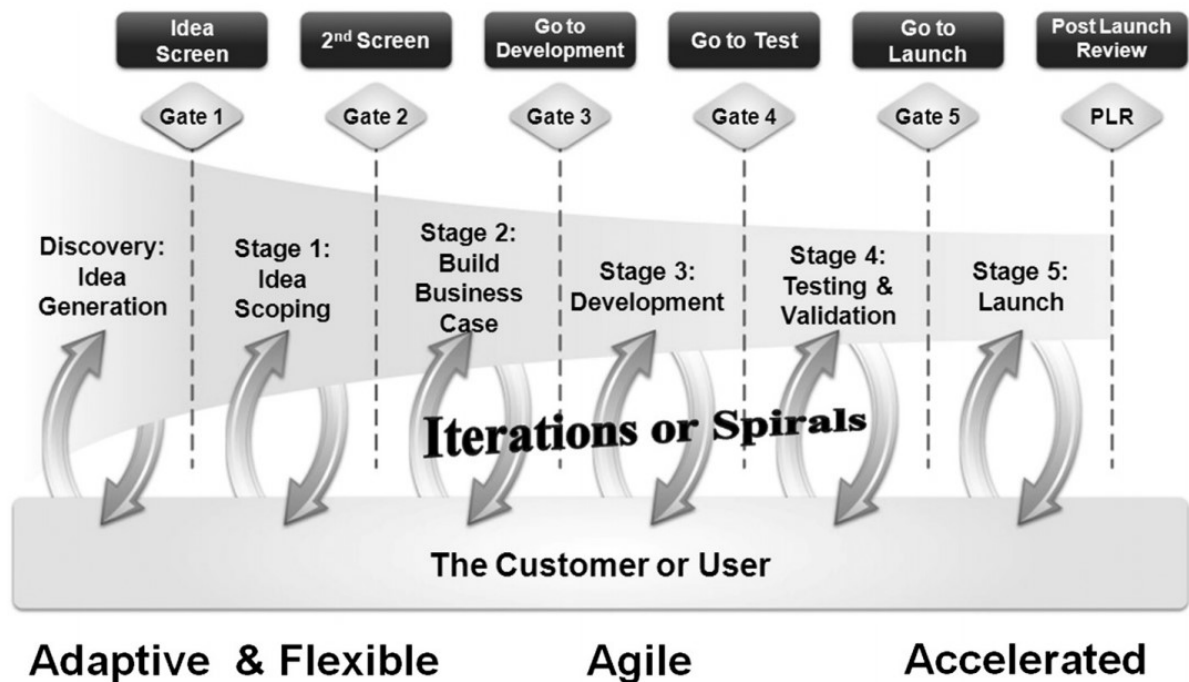 Idea
Screen
2nd Screen
Go to
Development
Go to Test
Go to
Launch
Post Launch
Review
Gate 1
Gate 2
Gate 3
Gate 4
Gate 5
PLR
Discovery:
Idea
Generation
Stage 1:
Idea
Scoping
Stage 2:
Build
Business
Case
Stage 3:
Development
Stage 4:
Testing &
Validation
Stage 5:
Launch
Iterations or Spirals
The Customer or User
Adaptive & Flexible
Agile
Accelerated